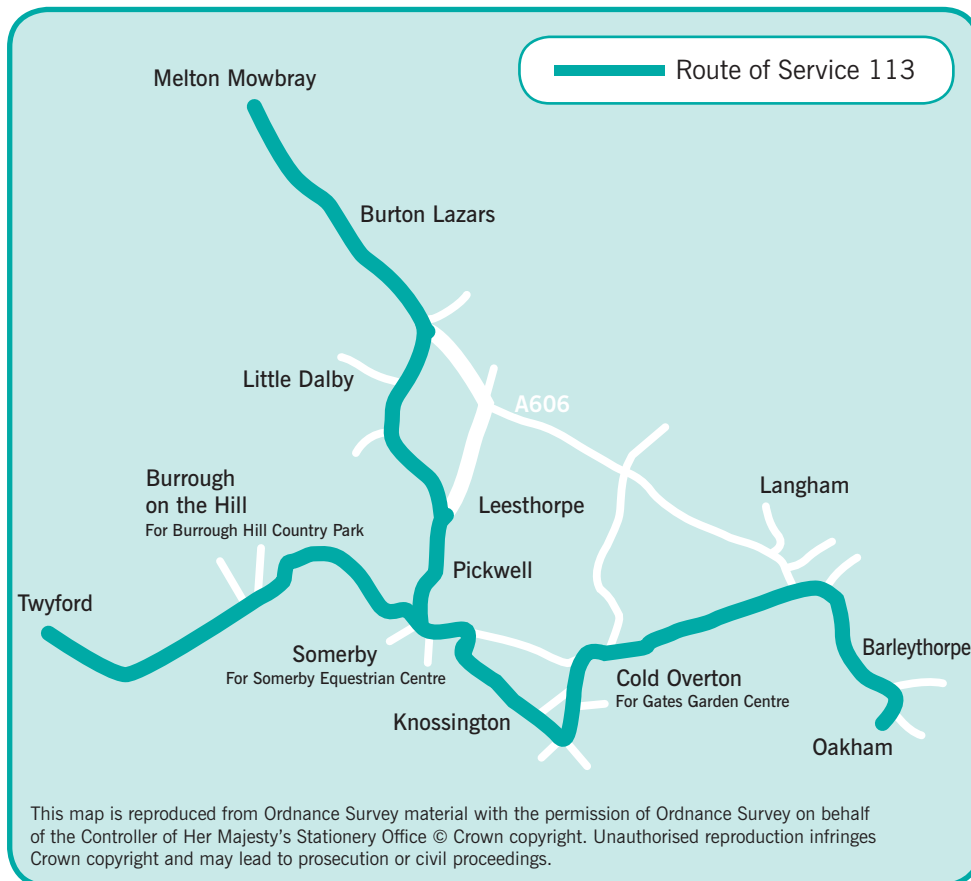 Route of Service 113
Melton Mowbray
Burton Lazars
Little Dalby
A606
Burrough
on the Hill
For Burrough Hill Country Park
Leesthorpe
Langham
Pickwell
Twyford
Somerby
For Somerby Equestrian Centre
Barleythorpe
Cold Overton
For Gates Garden Centre
Knossington
Oakham
This map is reproduced from Ordnance Survey material with the permission of Ordnance Survey on behalf
of the Controller of Her Majesty's Stationery Office © Crown copyright. Unauthorised reproduction infringes
Crown copyright and may lead to prosecution or civil proceedings.